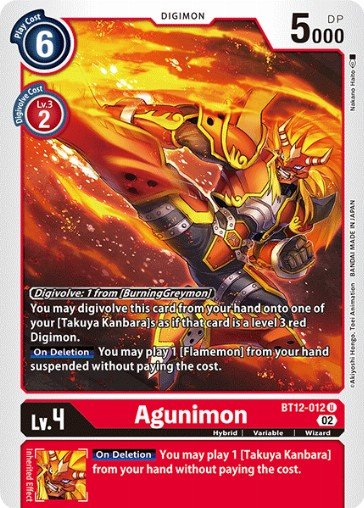 DIGIMON
Play Cost
6
DP
5000
Digivolve Cost
Lv.3
2
Nakano Haito
©Akiyoshi Hongo, Toei Animation BANDAI MADE IN JAPAN
Digivolve: 1 from [BurningGreymon]
You may digivolve this card from your hand onto one of
your [Takuya Kanbara]s as if that card is a level 3 red
Digimon.
On Deletion You may play 1 [Flamemon] from your hand
suspended without paying the cost.
Lv.4
Agunimon
BT12-012 U
02
Hybrid | Variable | Wizard
Inherited Effect
On Deletion You may play 1 [Takuya Kanbara]
from your hand without paying the cost.